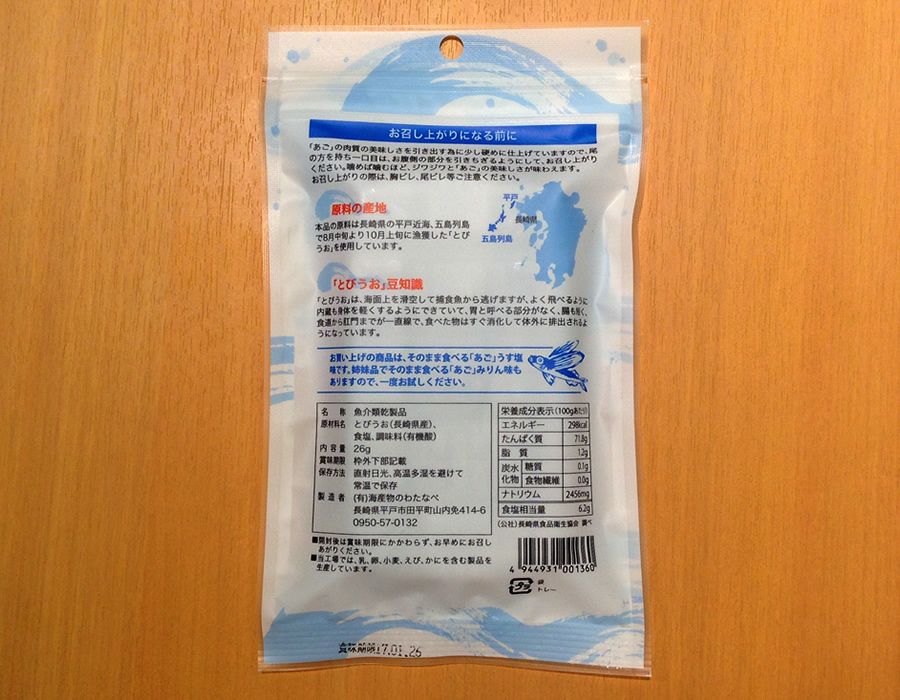 お召し上がりになる前に
「あご」の肉質の美味しさを引き出す為に少し硬めに仕上げていますので、尾
の方を持ち一口目は、お腹側の部分を引きちぎるようにして、お召し上がり
ください。噛めば噛むほど、ジワジワと「あご」の美味しさが味わえます。
お召し上がりの際は、胸ビレ、尾ビレ等ご注意ください。
原料の産地
本品の原料は長崎県の平戸近海、五島列島
で8月中旬より10月上旬に漁獲した「とび
うお」を使用しています。
平戸
長崎県
五島列島
「とびうお」豆知識
「とびうお」は、海面上を滑空して捕食魚から逃げますが、よく飛べるように
内蔵も身体を軽くするようにできていて、胃と呼べる部分がなく、腸も短く、
食道から肛門までが一直線で、食べた物はすぐ消化して体外に排出されるよ
うになっています。
お買い上げの商品は、そのまま食べる「あご」うす塩
味です。姉妹品でそのまま食べる「あご」みりん味も
ありますので、一度お試しください。
名 称 魚介類乾製品
原材料名 とびうお(長崎県産)、
食塩、調味料(有機酸)
内容量 26g
賞味期限 枠外下部記載
保存方法 直射日光、高温多湿を避けて
常温で保存
製造者 (有)海産物のわたなべ
長崎県平戸市田平町山内免414-6
0950-57-0132
栄養成分表示(100gあたり)
エネルギー 298kcal
たんぱく質 71.8g
脂 質 1.2g
炭水化物 糖質 0.1g
食物繊維 0.0g
ナトリウム 2456mg
食塩相当量 6.2g
(公社)長崎県食品衛生協会 調べ
■開封後は賞味期限にかかわらず、お早めにお召し
あがりください。
■当工場では、乳、卵、小麦、えび、かにを含む製品を
生産しています。
4 944931 001360
プラ
袋
トレー
賞味期限17.01.26